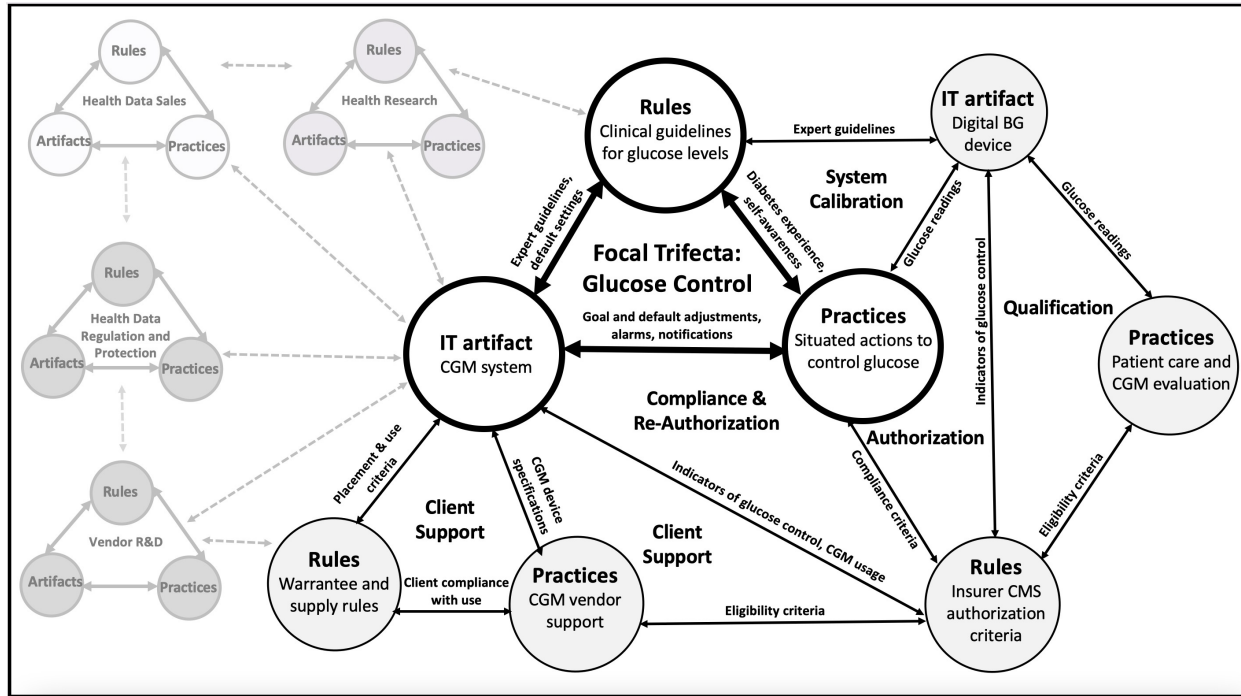 Rules
Health Data Sales
Artifacts
Practices
Rules
Health Research
Artifacts
Practices
Rules
Clinical guidelines
for glucose levels
IT artifact
Digital BG
device
Expert guidelines
System
Calibration
Glucose readings
Glucose readings
Expert guidelines,
default settings
Diabetes experience,
self-awareness
Focal Trifecta:
Glucose Control
Goal and default adjustments,
alarms, notifications
IT artifact
CGM system
Practices
Situated actions to
control glucose
Indicators of glucose control
Qualification
Practices
Patient care and
CGM evaluation
Rules
Health Data
Regulation and
Protection
Artifacts
Practices
Compliance &
Re-Authorization
Authorization
Placement & use
criteria
CGM device
specifications
Indicators of glucose control, CGM usage
Compliance criteria
Eligibility criteria
Rules
Vendor R&D
Artifacts
Practices
Client
Support
Client
Support
Rules
Warrantee and
supply rules
Client compliance
with use
Practices
CGM vendor
support
Eligibility criteria
Rules
Insurer CMS
authorization
criteria